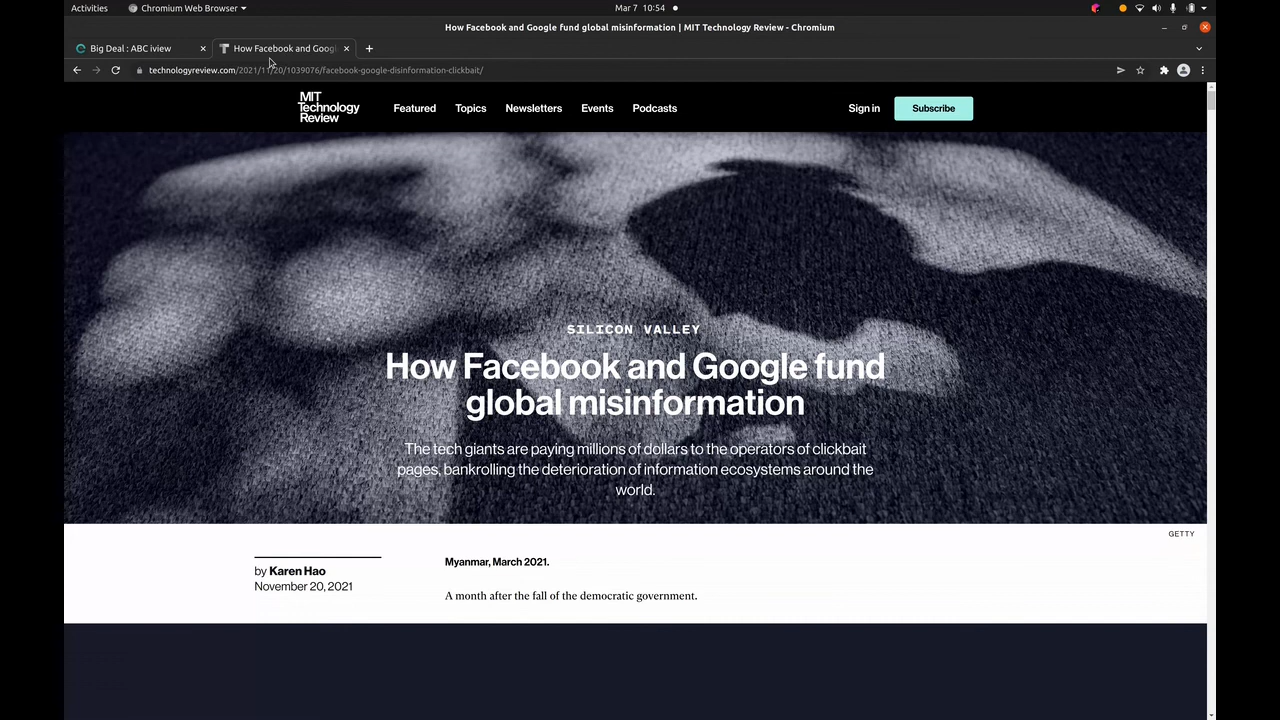 Activities
Chromium Web Browser
Mar 7 10:54
How Facebook and Google fund global misinformation | MIT Technology Review - Chromium
Big Deal : ABC iview
How Facebook and Googl
technologyreview.com/2021/11/20/1039076/facebook-google-disinformation-clickbait/
MIT
Technology
Review
Featured
Topics
Newsletters
Events
Podcasts
Sign in
Subscribe
SILICON VALLEY
How Facebook and Google fund
global misinformation
The tech giants are paying millions of dollars to the operators of clickbait
pages, bankrolling the deterioration of information ecosystems around the
world.
GETTY
by Karen Hao
November 20, 2021
Myanmar, March 2021.
A month after the fall of the democratic government.